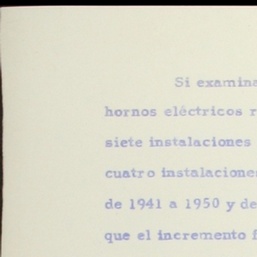 Si examina
hornos eléctricos r
siete instalaciones
cuatro instalacione
de 1941 a 1950 y de
que el incremento f